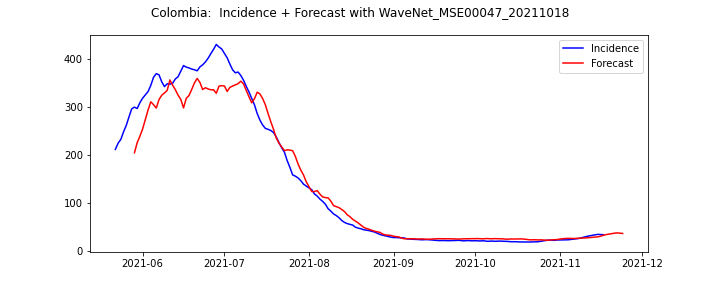 Colombia:  Incidence + Forecast with WaveNet_MSE00047_20211018
Incidence
Forecast
400
300
200
100
0
2021-06 2021-07 2021-08 2021-09 2021-10 2021-11 2021-12